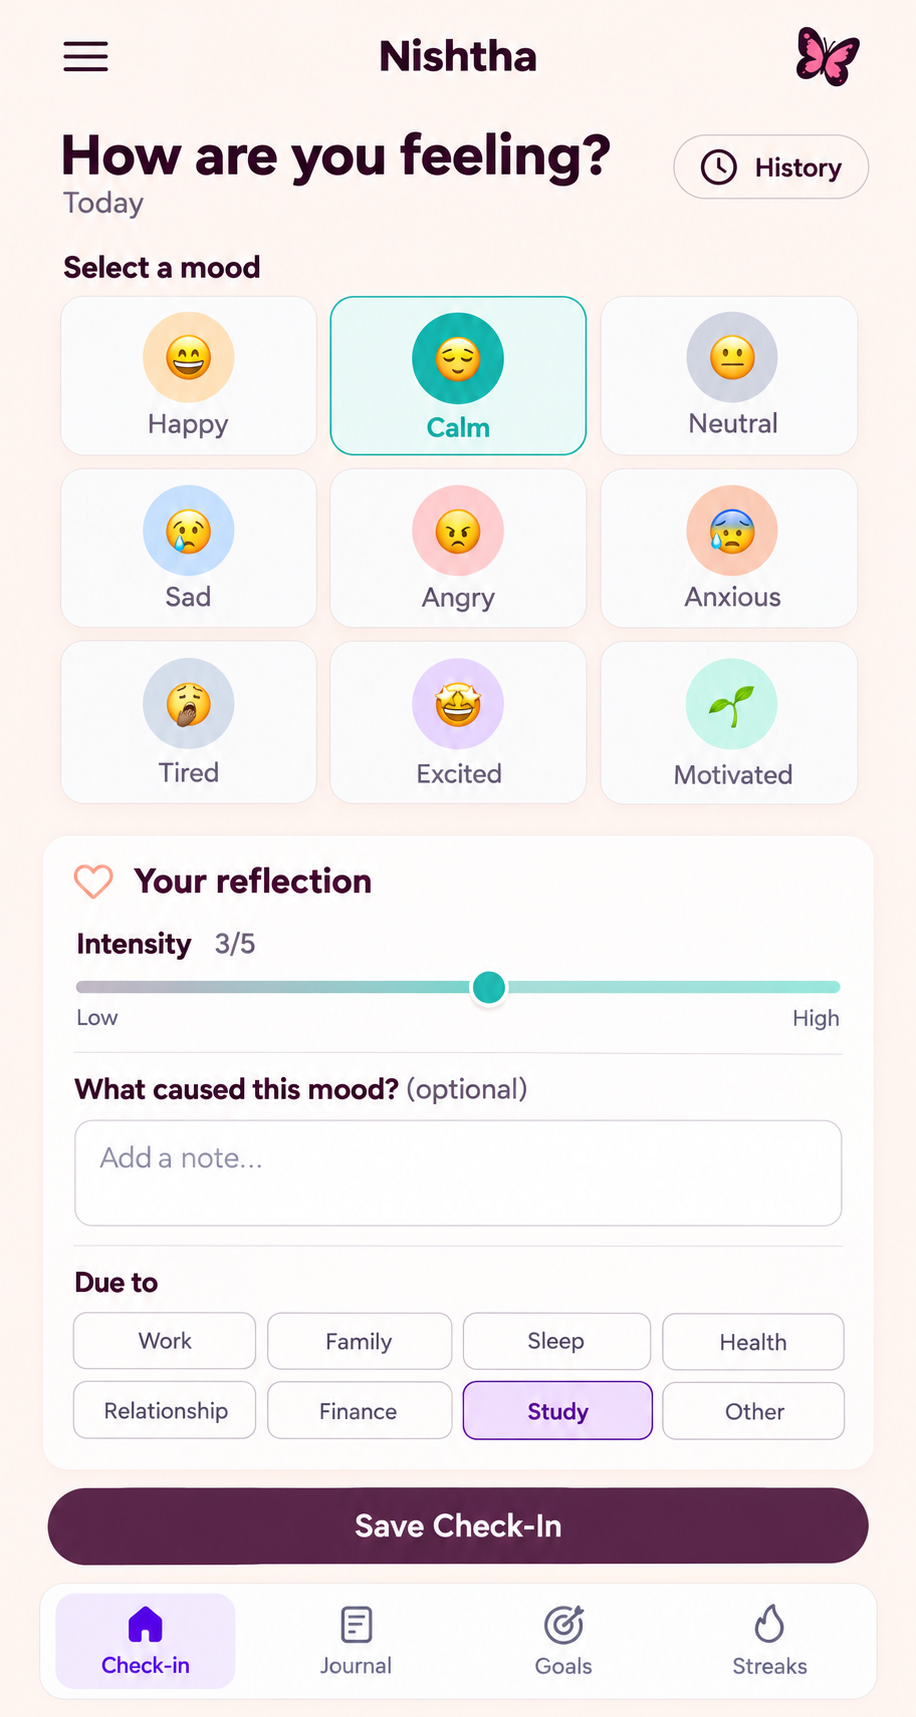 Nishtha
How are you feeling?
History
Today
Select a mood
Happy
Calm
Neutral
Sad
Angry
Anxious
Tired
Excited
Motivated
Your reflection
Intensity 3/5
Low High
What caused this mood? (optional)
Add a note...
Due to
Work Family Sleep Health
Relationship Finance Study Other
Save Check-In
Check-in Journal Goals Streaks